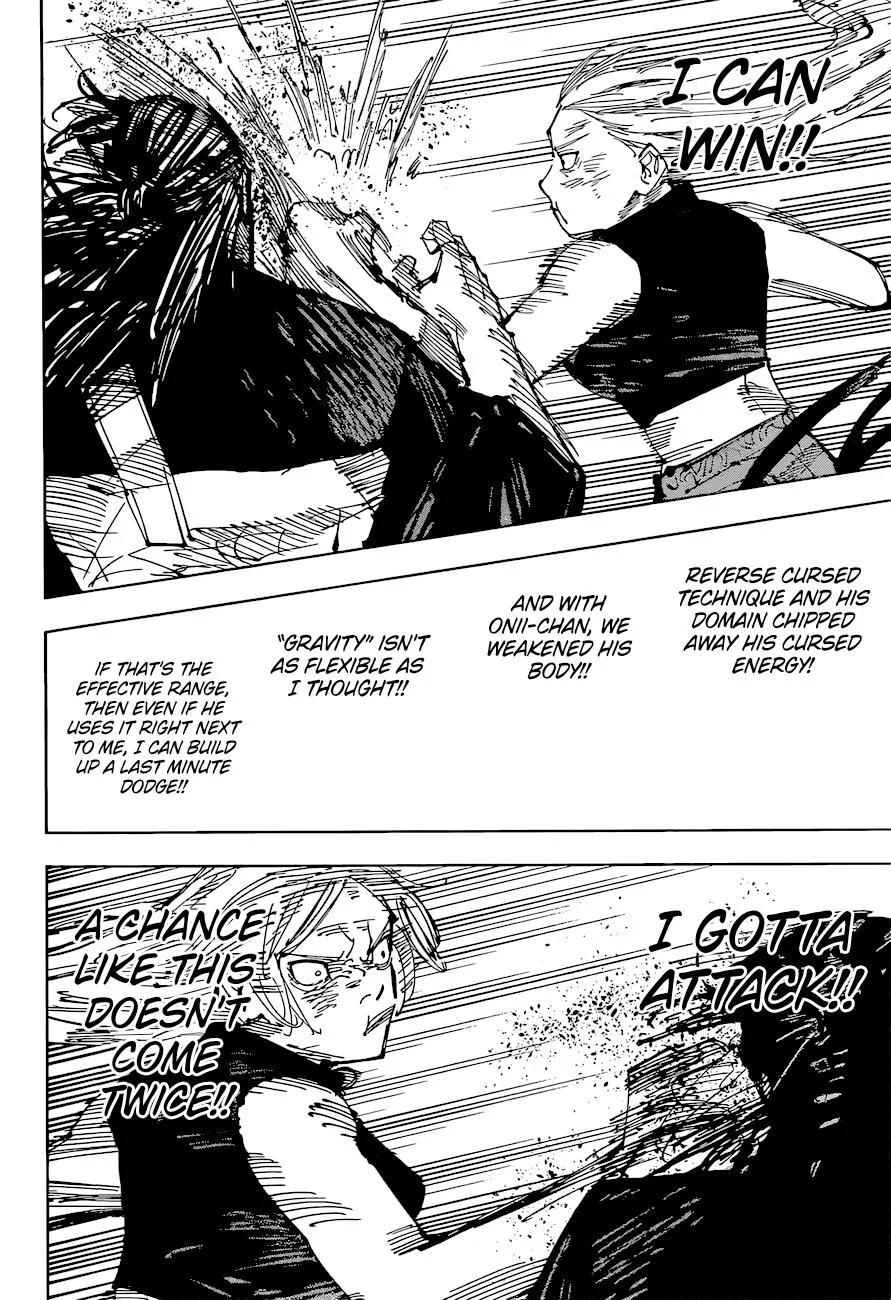 I CAN
WIN!!
REVERSE CURSED
TECHNIQUE AND HIS
DOMAIN CHIPPED
AWAY HIS CURSED
ENERGY!
AND WITH
ONII-CHAN, WE
WEAKENED HIS
BODY!!
"GRAVITY" ISN'T
AS FLEXIBLE AS
I THOUGHT!!
IF THAT'S THE
EFFECTIVE RANGE,
THEN EVEN IF HE
USES IT RIGHT NEXT
TO ME, I CAN BUILD
UP A LAST MINUTE
DODGE!!
I GOTTA
ATTACK!!
A CHANCE
LIKE THIS
DOESN'T
COME
TWICE!!